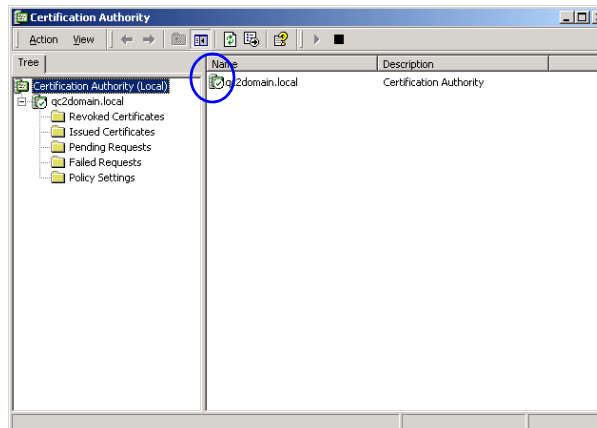 Certification Authority
Action View
Tree
Name Description
Certification Authority (Local)
qc2domain.local Certification Authority
qc2domain.local
Revoked Certificates
Issued Certificates
Pending Requests
Failed Requests
Policy Settings